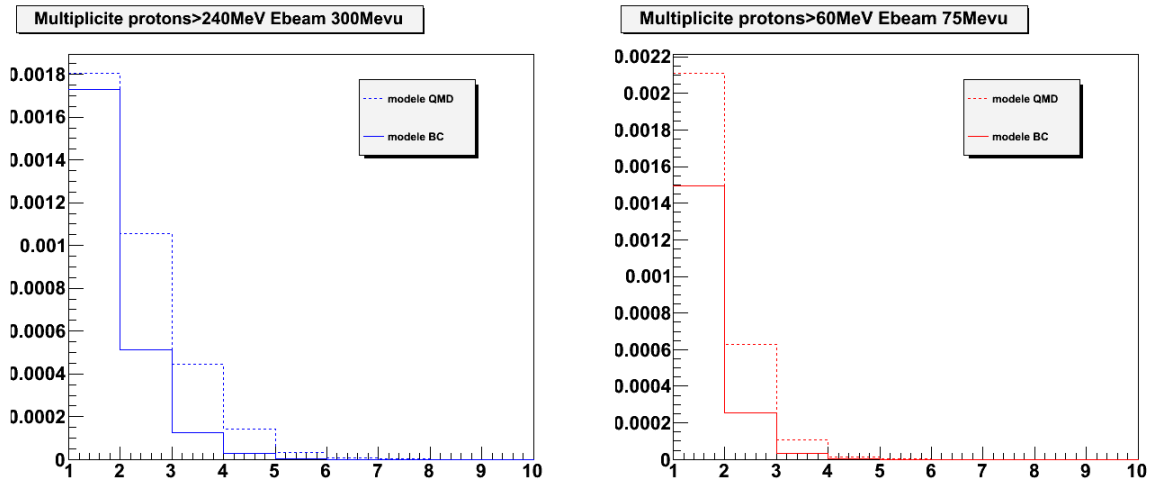 Multiplicite protons>240MeV Ebeam 300Mevu
0.0018
0.0016
0.0014
0.0012
0.001
0.0008
0.0006
0.0004
0.0002
0
1 2 3 4 5 6 7 8 9 10
modele QMD
modele BC
Multiplicite protons>60MeV Ebeam 75Mevu
0.0022
0.002
0.0018
0.0016
0.0014
0.0012
0.001
0.0008
0.0006
0.0004
0.0002
0
1 2 3 4 5 6 7 8 9 10
modele QMD
modele BC